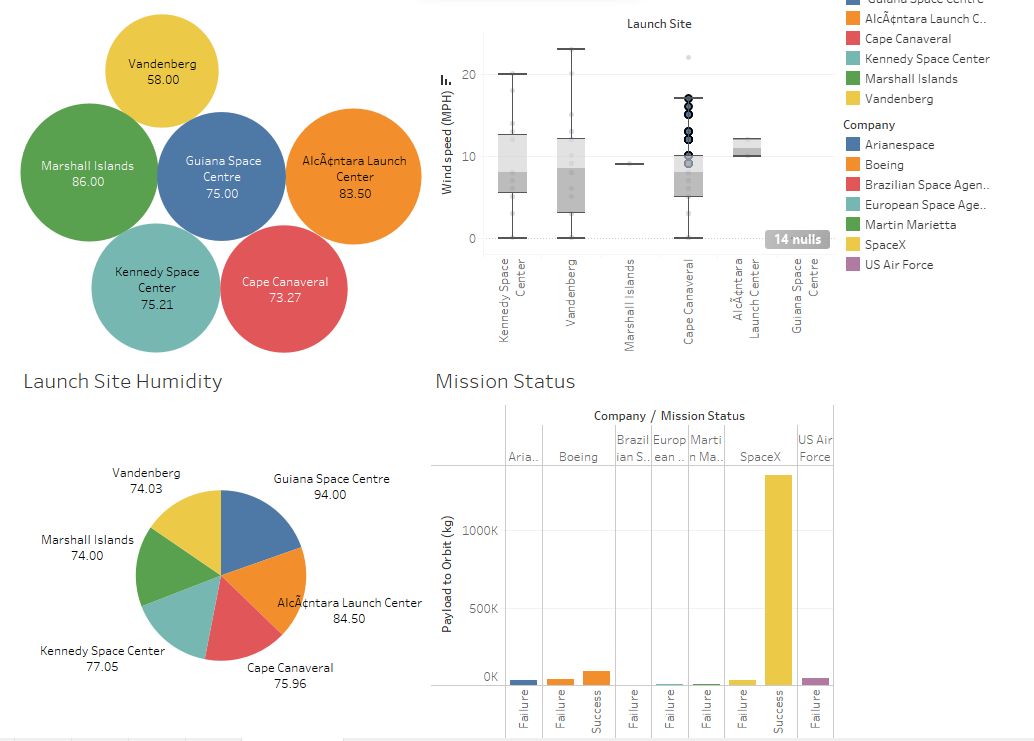 Vandenberg
58.00
Marshall Islands
86.00
Guiana Space
Centre
75.00
AlcÃ¢ntara Launch
Center
83.50
Kennedy Space
Center
75.21
Cape Canaveral
73.27
Launch Site
Wind speed (MPH)
20
10
0
14 nulls
Kennedy Space
Center
Vandenberg
Marshall Islands
Cape Canaveral
AlcÃ¢ntara
Launch Center
Guiana Space
Centre
Guiana Space Centre
AlcÃ¢ntara Launch C..
Cape Canaveral
Kennedy Space Center
Marshall Islands
Vandenberg
Company
Arianespace
Boeing
Brazilian Space Agen..
European Space Age..
Martin Marietta
SpaceX
US Air Force
Launch Site Humidity
Vandenberg
74.03
Guiana Space Centre
94.00
Marshall Islands
74.00
AlcÃ¢ntara Launch Center
84.50
Kennedy Space Center
77.05
Cape Canaveral
75.96
Mission Status
Company / Mission Status
Aria..
Boeing
Brazil
ian S..
Europ
ean ..
Marti
n Ma..
SpaceX
US Air
Force
Payload to Orbit (kg)
1000K
500K
0K
Failure
Failure
Success
Failure
Failure
Failure
Failure
Success
Failure